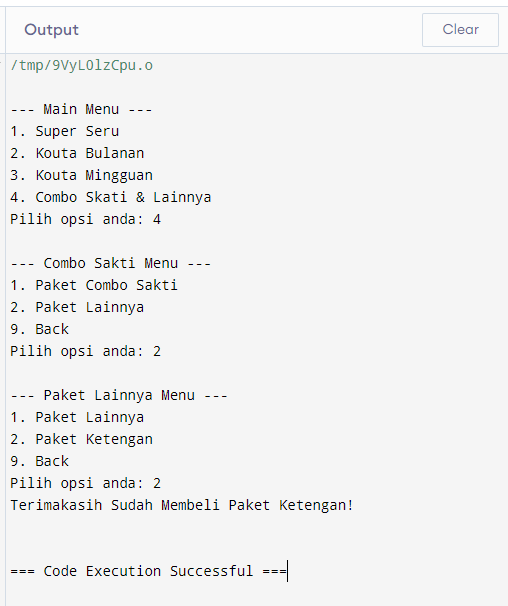 Output
Clear
/tmp/9VyL0lzCpu.o
--- Main Menu ---
1. Super Seru
2. Kouta Bulanan
3. Kouta Mingguan
4. Combo Skati & Lainnya
Pilih opsi anda: 4
--- Combo Sakti Menu ---
1. Paket Combo Sakti
2. Paket Lainnya
9. Back
Pilih opsi anda: 2
--- Paket Lainnya Menu ---
1. Paket Lainnya
2. Paket Ketengan
9. Back
Pilih opsi anda: 2
Terimakasih Sudah Membeli Paket Ketengan!
=== Code Execution Successful ===